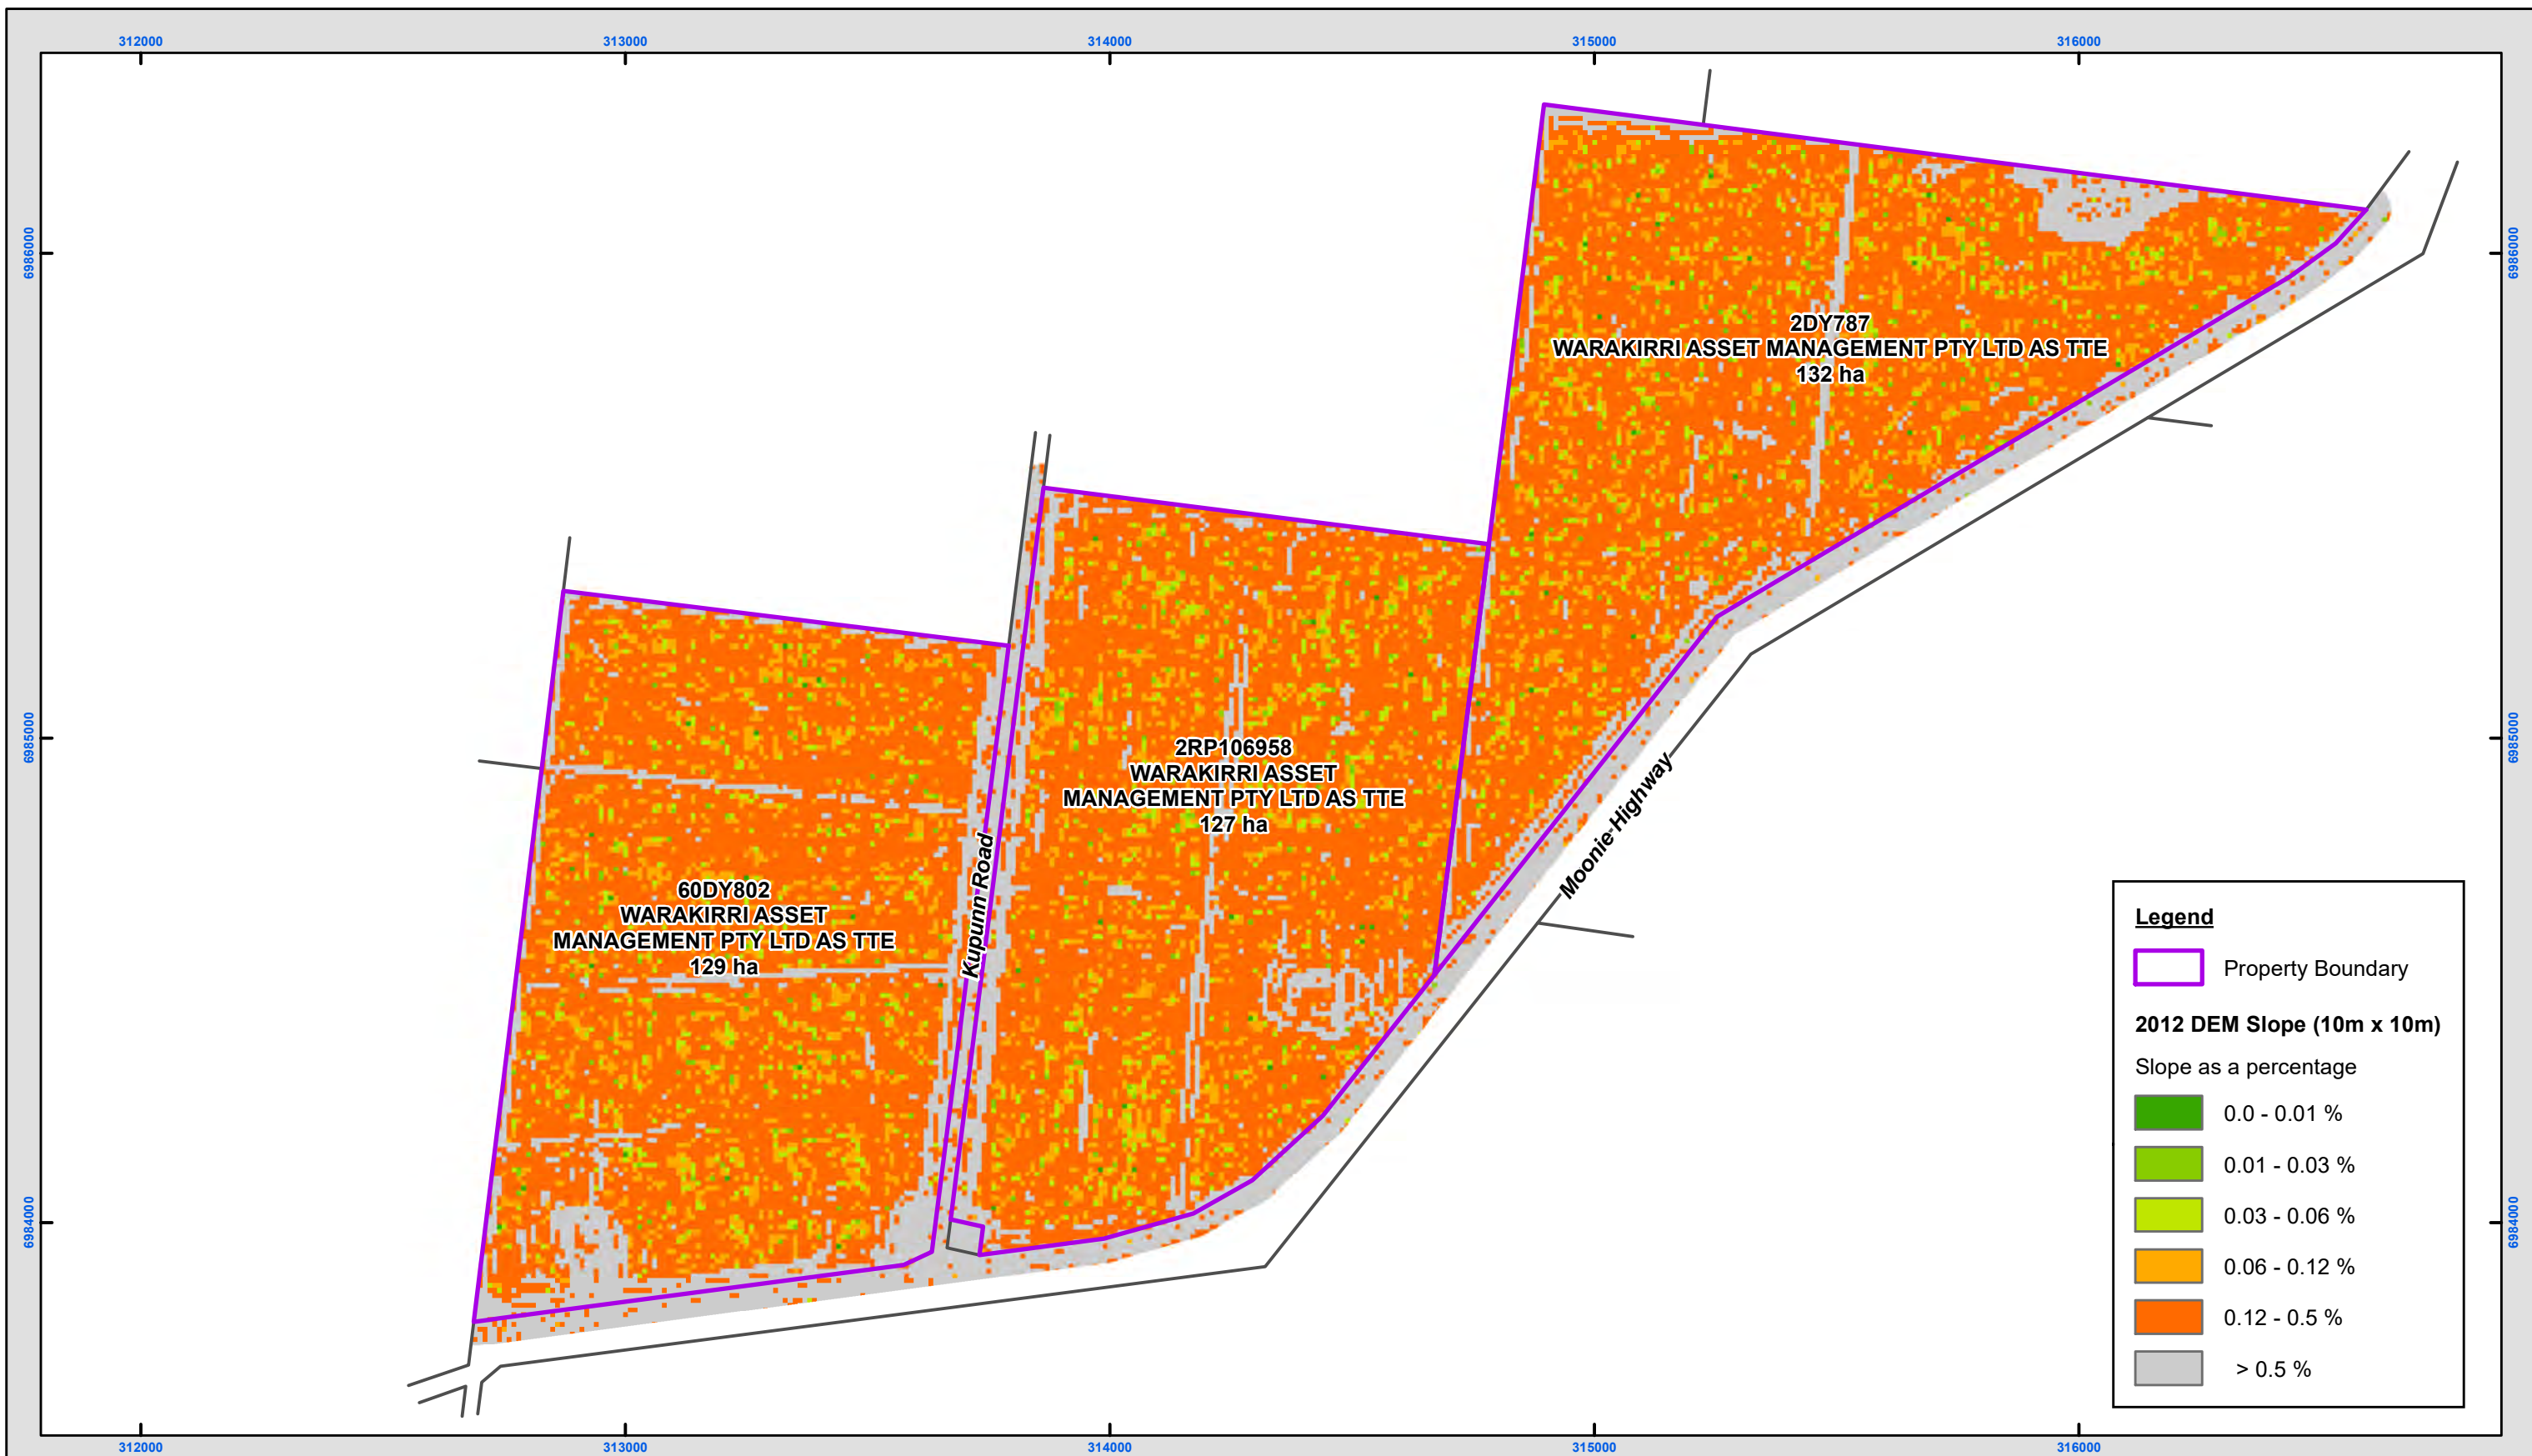 312000
313000
314000
315000
316000
6986000
6986000
2DY787
WARAKIRRI ASSET MANAGEMENT PTY LTD AS TTE
132 ha
6985000
6985000
2RP106958
WARAKIRRI ASSET
MANAGEMENT PTY LTD AS TTE
127 ha
Moonie Highway
Kupunn Road
60DY802
WARAKIRRI ASSET
MANAGEMENT PTY LTD AS TTE
129 ha
6984000
6984000
Legend
Property Boundary
2012 DEM Slope (10m x 10m)
Slope as a percentage
0.0 - 0.01 %
0.01 - 0.03 %
0.03 - 0.06 %
0.06 - 0.12 %
0.12 - 0.5 %
> 0.5 %
312000
313000
314000
315000
316000